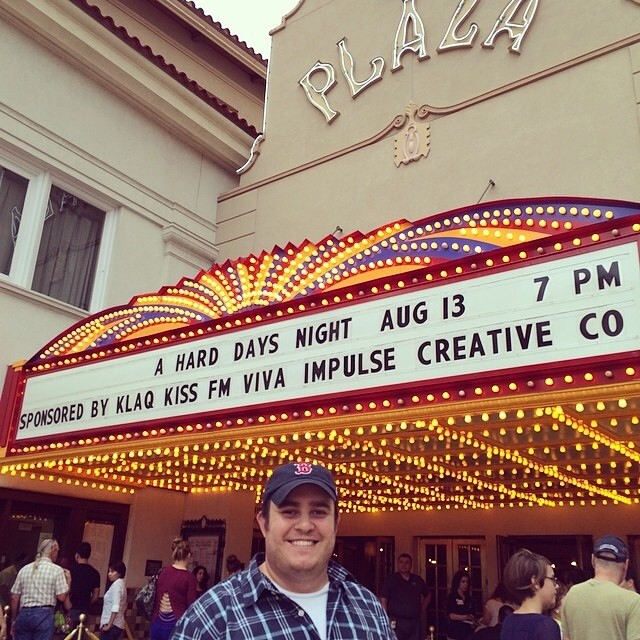 PLAZA
A HARD DAYS NIGHT AUG 13 7 PM
SPONSORED BY KLAQ KISS FM VIVA IMPULSE CREATIVE CO
B